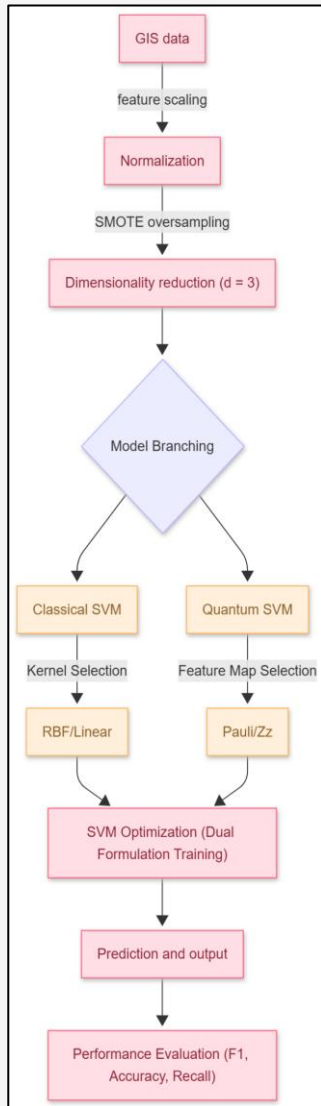 GIS data
feature scaling
Normalization
SMOTE oversampling
Dimensionality reduction (d = 3)
Model Branching
Classical SVM
Quantum SVM
Kernel Selection
Feature Map Selection
RBF/Linear
Pauli/Zz
SVM Optimization (Dual
Formulation Training)
Prediction and output
Performance Evaluation (F1,
Accuracy, Recall)